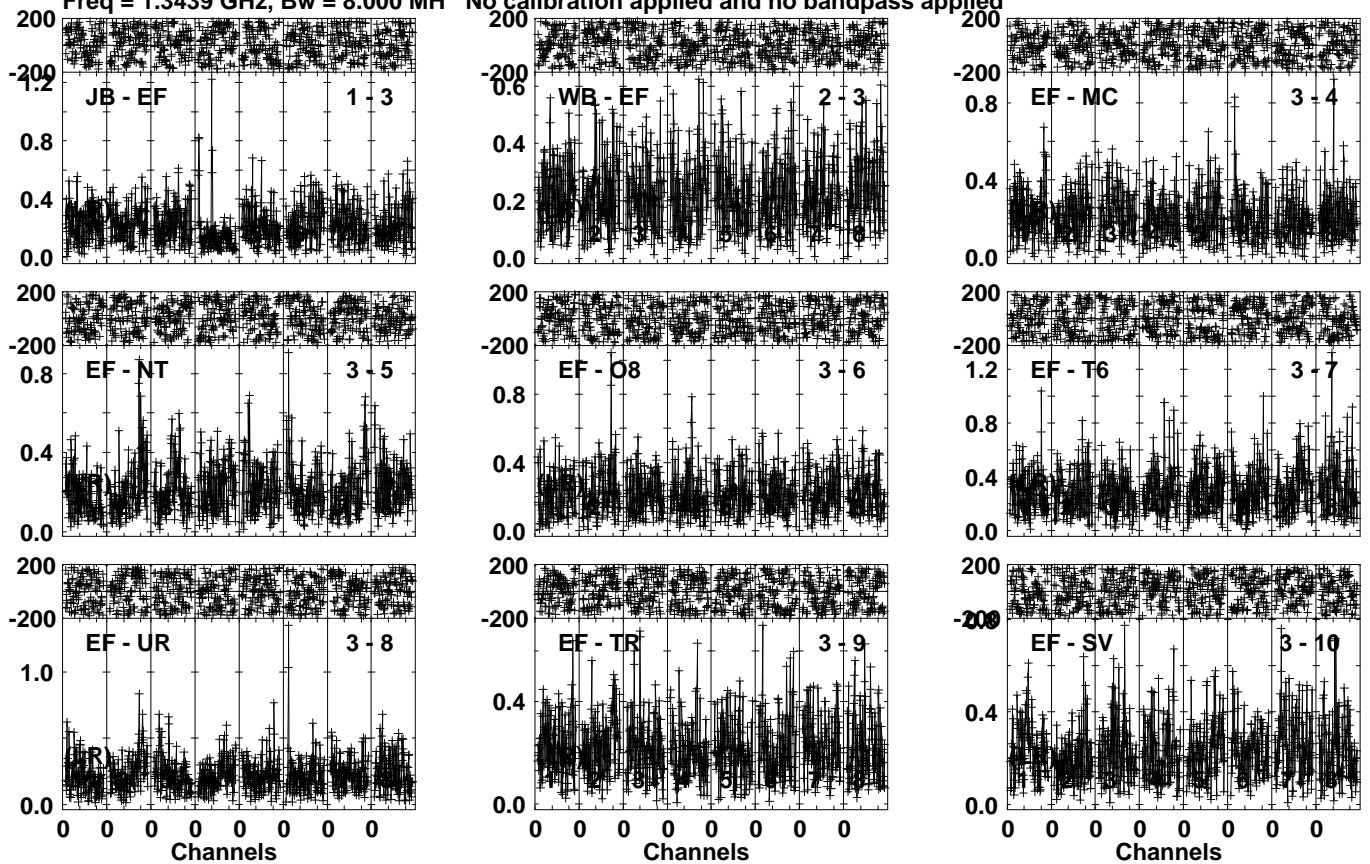 Freq = 1.3439 GHz, Bw = 8.000 MH No calibration applied and no bandpass applied
200 200 200
-200 -200 -200
1.2 JB - EF 1 - 3 0.6 WB - EF 2 - 3 EF - MC 3 - 4
0.8 0.4 0.8
0.4 0.2 0.4
0.0 0.0 0.0
200 200 200
-200 -200 -200
0.8 EF - NT 3 - 5 0.8 EF - O8 3 - 6 1.2 EF - T6 3 - 7
0.8
0.4 0.4 0.4
0.0 0.0 0.0
200 200 200
-200 -200 -200
1.0 EF - UR 3 - 8 EF - TR 3 - 9 0.8 EF - SV 3 - 10
0.4 0.4
0.0 0.0 0.0
0 0 0 0 0 0 0 0 0 0 0 0 0 0 0 0 0 0 0 0 0 0 0 0
Channels Channels Channels